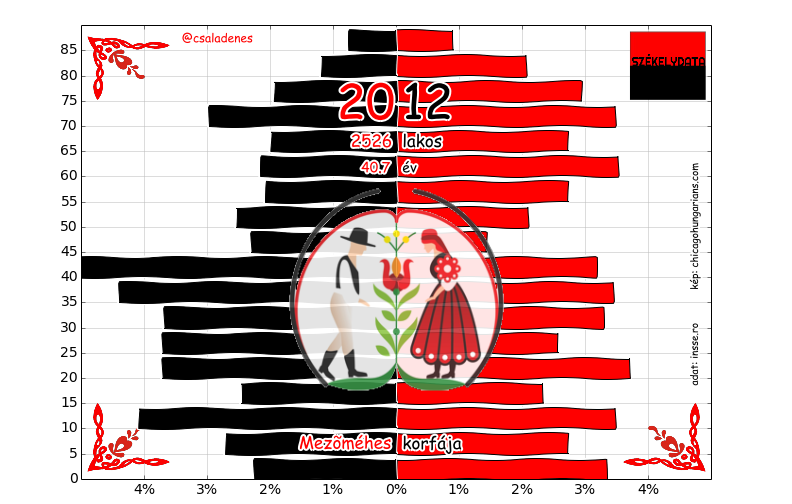 @csaladenes
SZÉKELYDATA
2012
2526 lakos
40.7 év
kép: chicagohungarians.com
adat: insse.ro
Mezõméhes korfája
85
80
75
70
65
60
55
50
45
40
35
30
25
20
15
10
5
0
4% 3% 2% 1% 0% 1% 2% 3% 4%